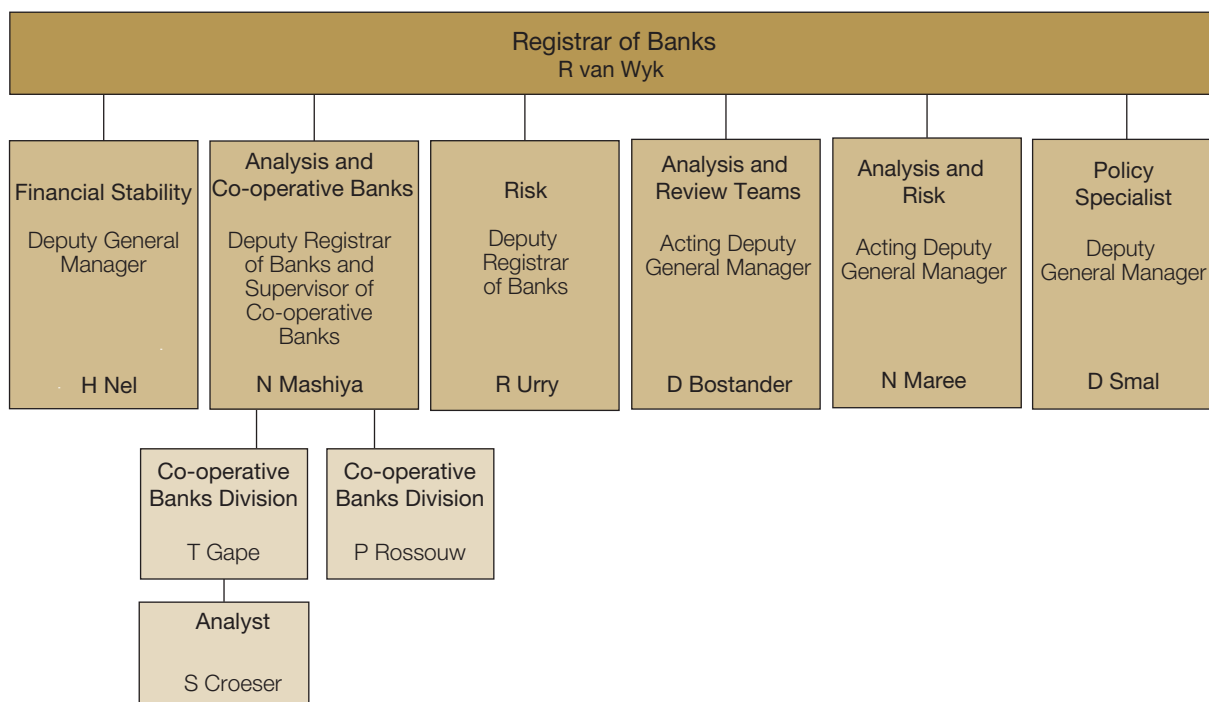 Registrar of Banks
R van Wyk
Financial Stability
Deputy General
Manager
H Nel
Analysis and
Co-operative Banks
Deputy Registrar
of Banks and
Supervisor of
Co-operative
Banks
N Mashiya
Risk
Deputy
Registrar
of Banks
R Urry
Analysis and
Review Teams
Acting Deputy
General Manager
D Bostander
Analysis and
Risk
Acting Deputy
General Manager
N Maree
Policy
Specialist
Deputy
General Manager
D Smal
Co-operative
Banks Division
T Gape
Co-operative
Banks Division
P Rossouw
Analyst
S Croeser